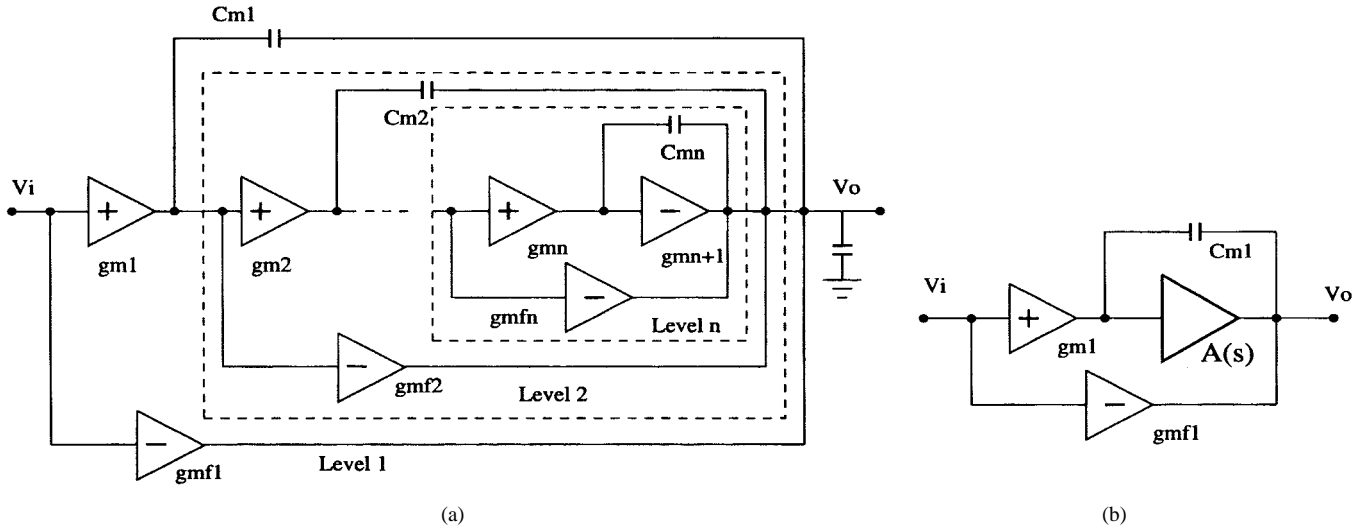 Cm1
Cm2
Cmn
Vi
+
gm1
+
gm2
+
gmn
−
gmn+1
Vo
−
gmfn
Level n
−
gmf2
Level 2
−
gmf1
Level 1
(a)
Cm1
Vi
+
gm1
A(s)
Vo
−
gmf1
(b)